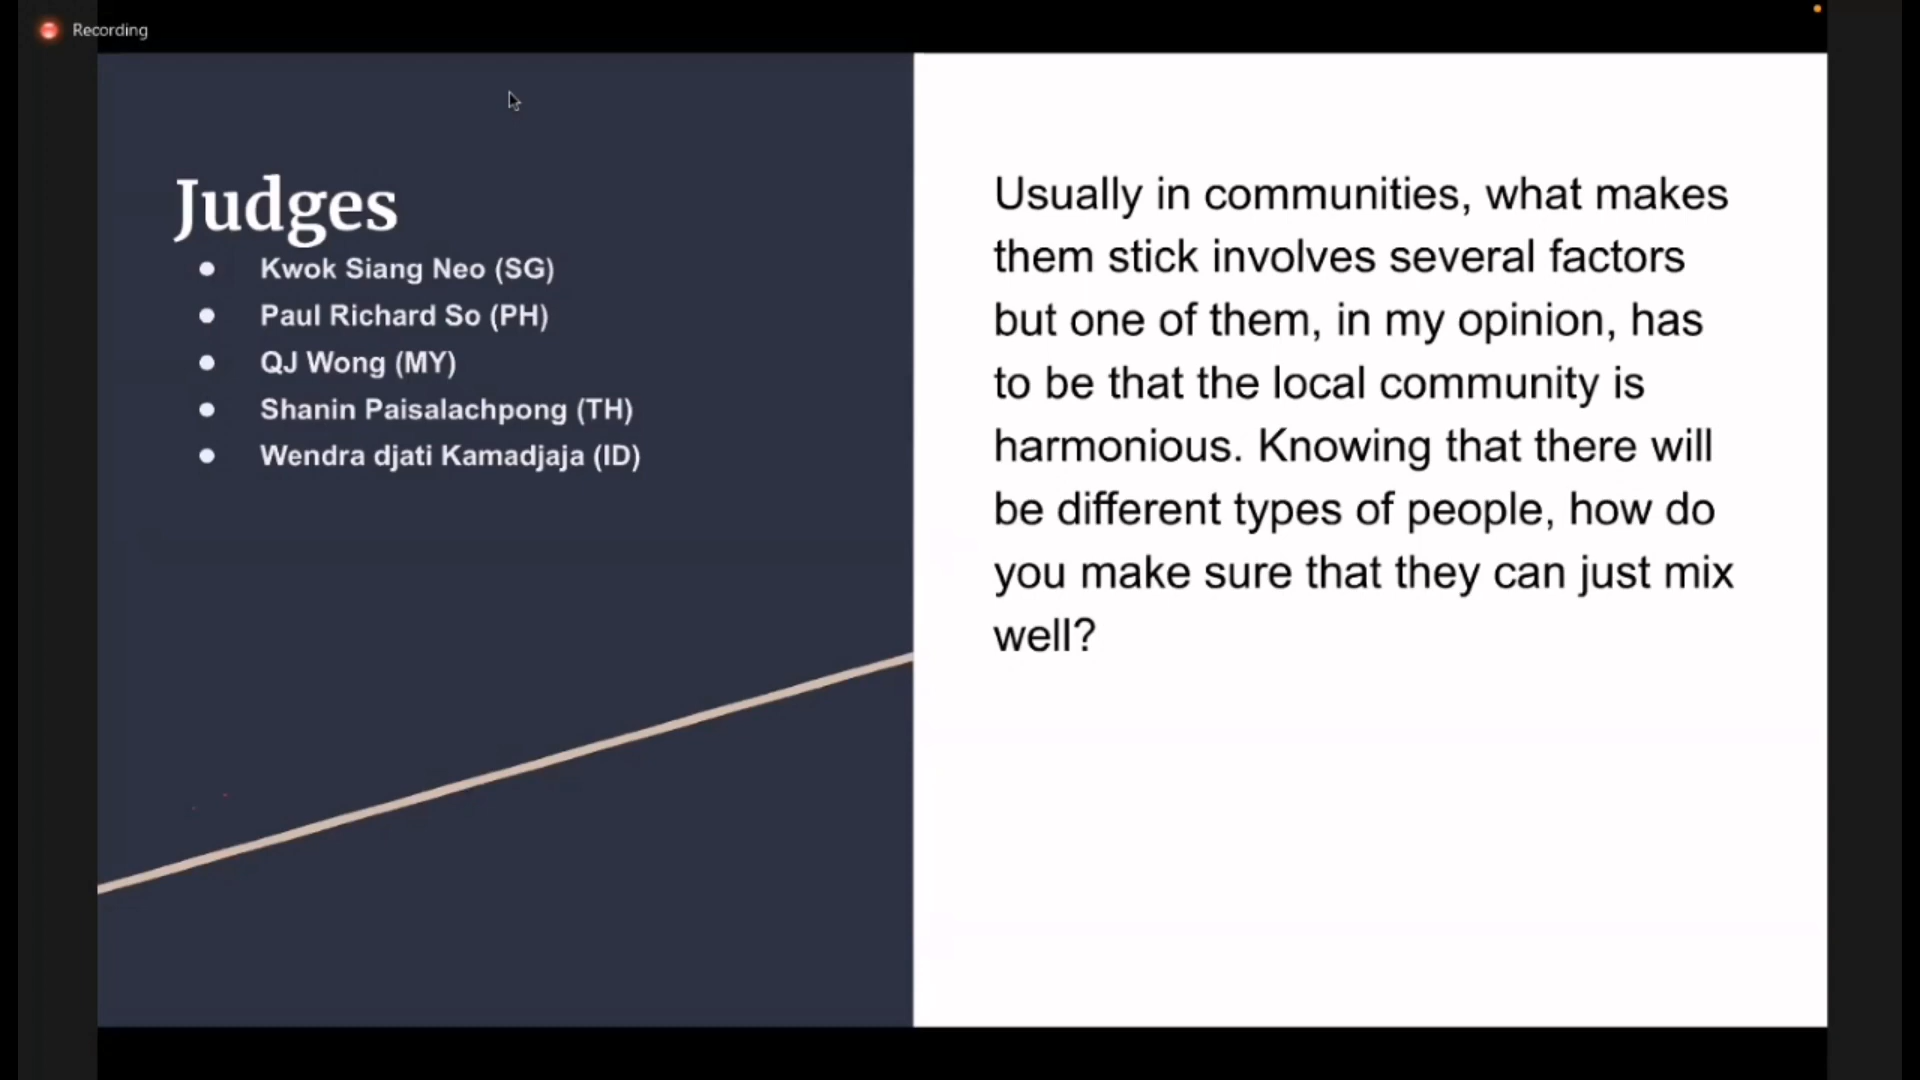 Recording
Judges
● Kwok Siang Neo (SG)
● Paul Richard So (PH)
● QJ Wong (MY)
● Shanin Paisalachpong (TH)
● Wendra djati Kamadjaja (ID)
Usually in communities, what makes
them stick involves several factors
but one of them, in my opinion, has
to be that the local community is
harmonious. Knowing that there will
be different types of people, how do
you make sure that they can just mix
well?